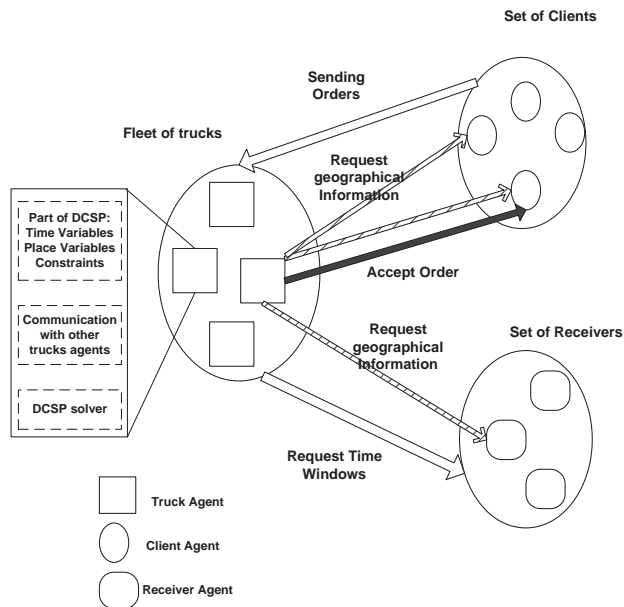 Set of Clients
Sending
Orders
Fleet of trucks
Request
geographical
Information
Part of DCSP:
Time Variables
Place Variables
Constraints
Accept Order
Communication
with other
trucks agents
Request
geographical
Information
Set of Receivers
DCSP solver
Request Time
Windows
Truck Agent
Client Agent
Receiver Agent